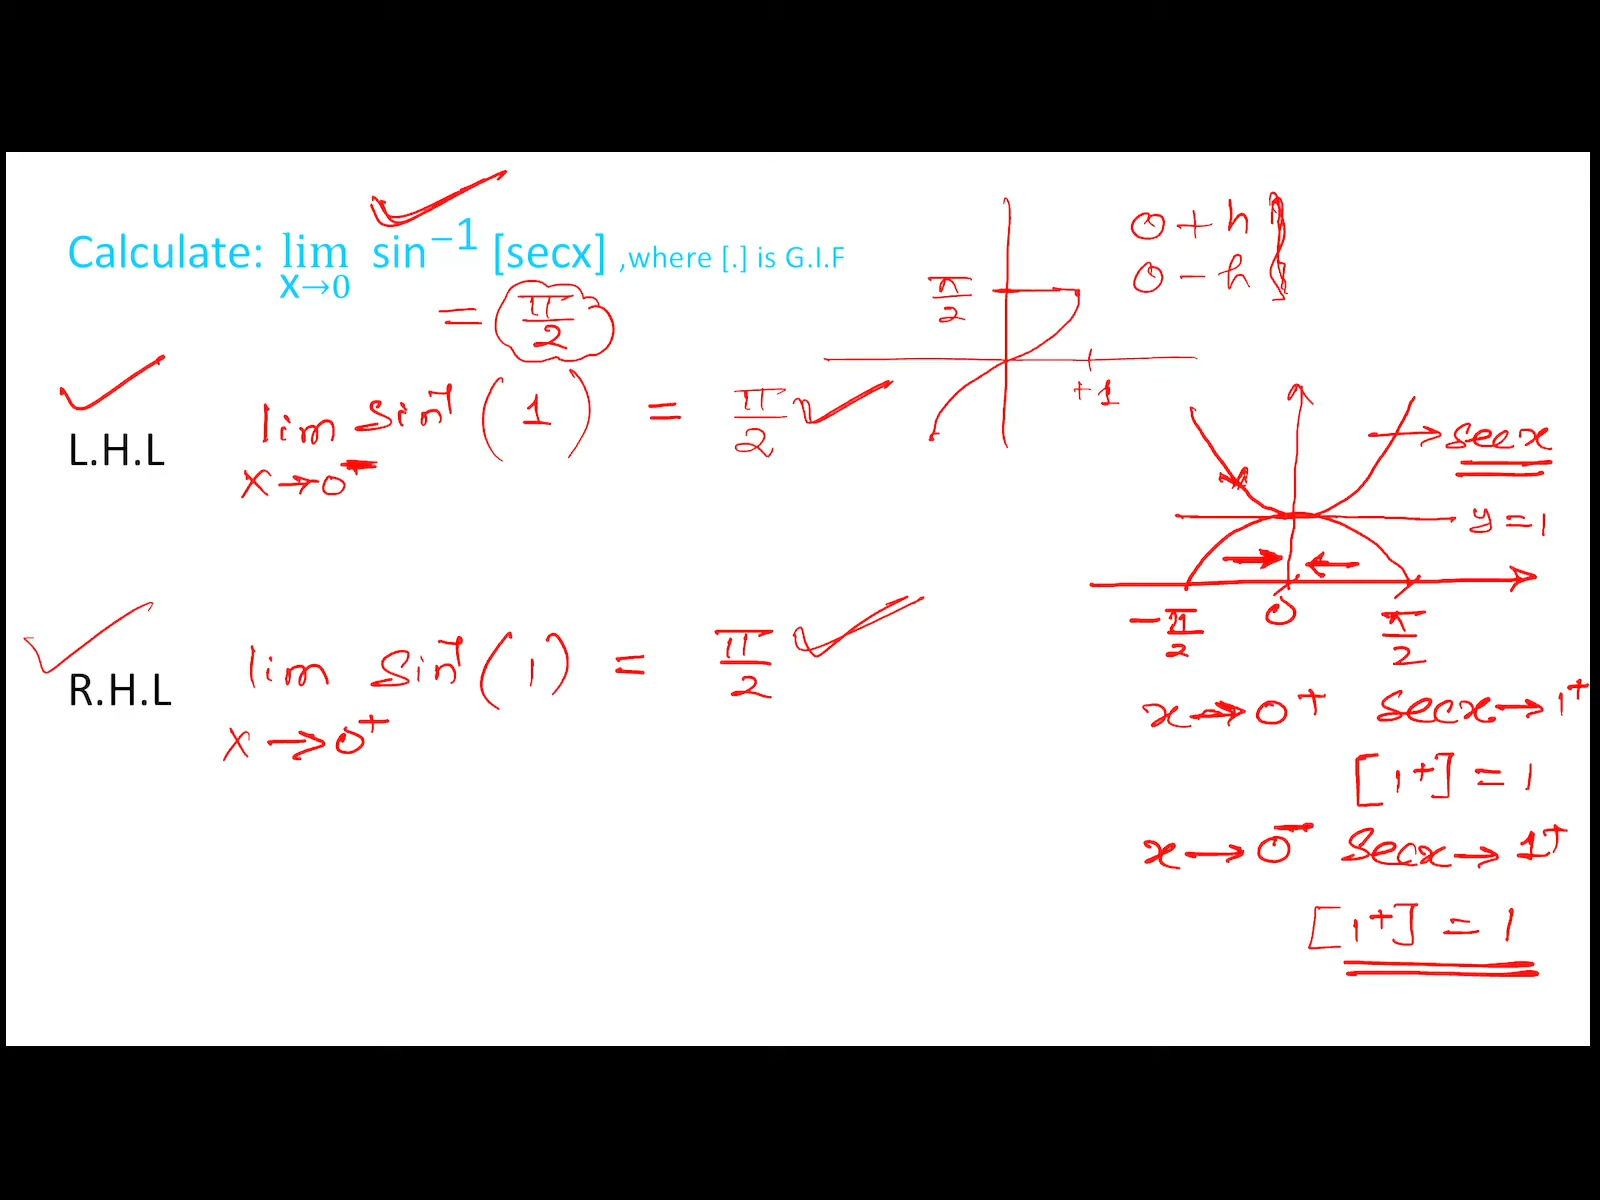 Calculate: lim sin⁻¹ [secx] ,where [.] is G.I.F
x→0
= π/2
L.H.L lim sin⁻¹ ( 1 ) = π/2
x→0⁻
R.H.L lim sin⁻¹ ( 1 ) = π/2
x→0⁺
π/2
+1
0+h
0-h
secx
y=1
-π/2 0 π/2
x→0⁺ secx→1⁺
[1+]=1
x→0⁻ secx→1⁺
[1+]=1